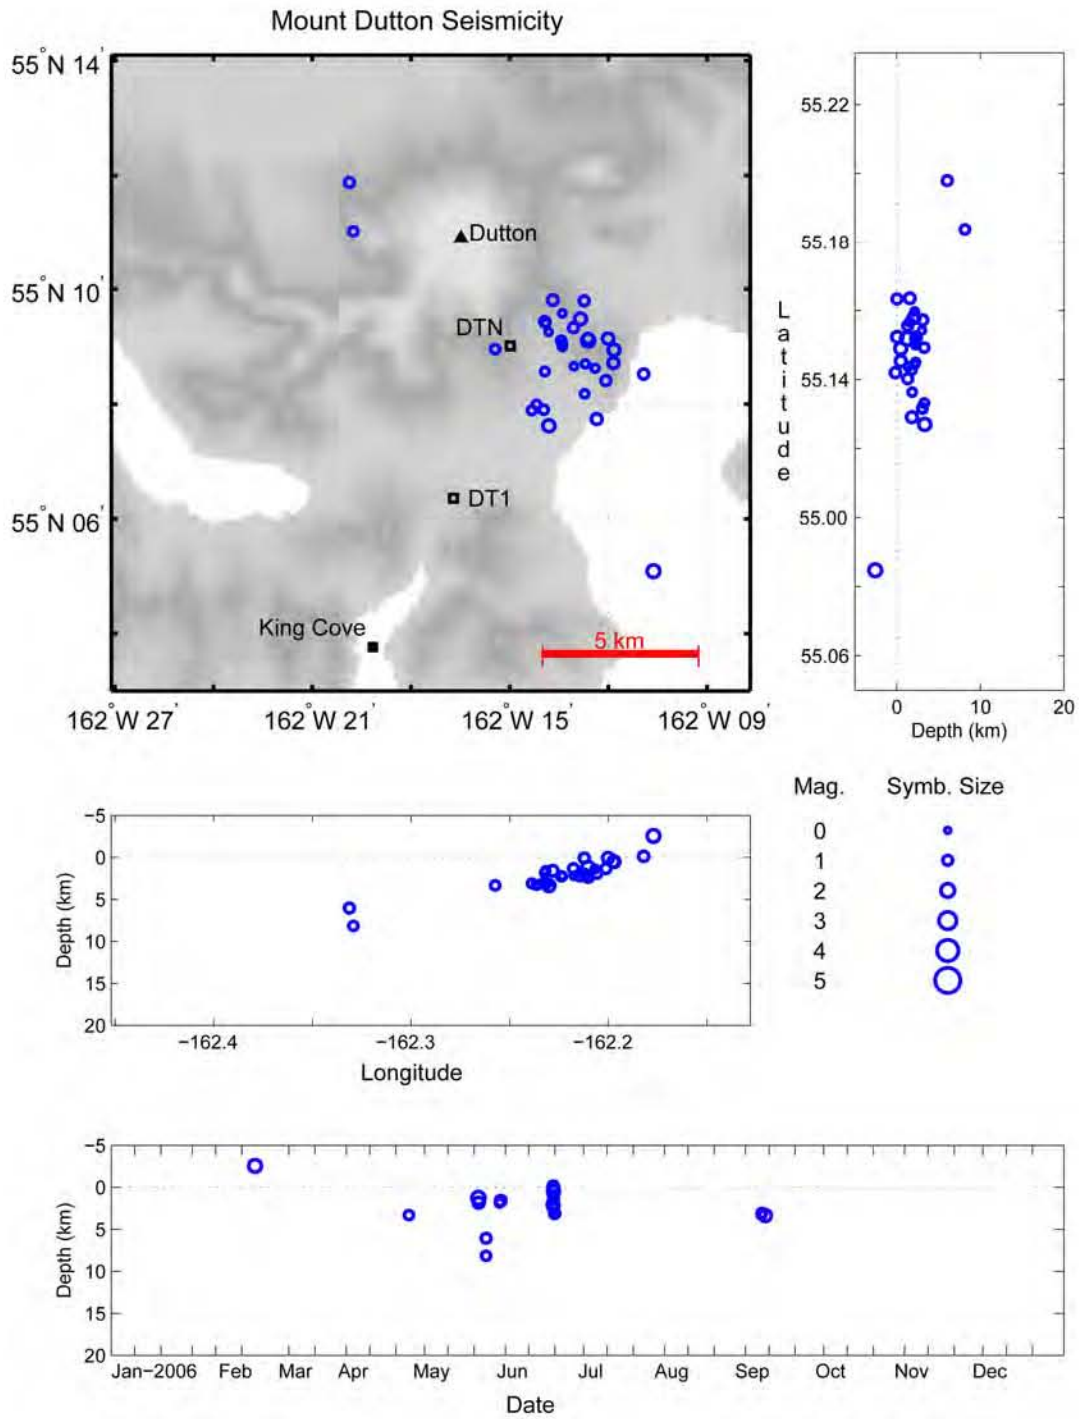 Mount Dutton Seismicity
55°N 14'
55°N 10'
55°N 06'
Dutton
DTN
DT1
King Cove
5 km
162°W 27' 162°W 21' 162°W 15' 162°W 09'
Latitude
55.22
55.18
55.14
55.00
55.06
0 10 20
Depth (km)
Mag. Symb. Size
0
1
2
3
4
5
−5
0
5
10
15
20
Depth (km)
−162.4 −162.3 −162.2
Longitude
−5
0
5
10
15
20
Depth (km)
Jan−2006 Feb Mar Apr May Jun Jul Aug Sep Oct Nov Dec
Date